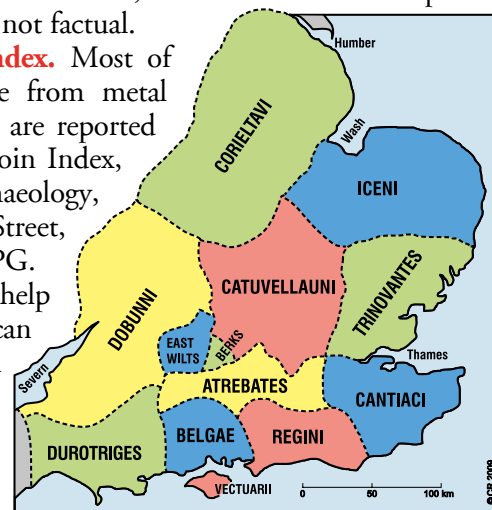 not factual.
ndex. Most of
e from metal
are reported
oin Index,
haeology,
Street,
PG.
help
can
Humber
Wash
CORIELTAVI
ICENI
DOBUNNI
CATUVELLAUNI
TRINOVANTES
EAST
WILTS
BERKS
Severn
Thames
ATREBATES
CANTIACI
DUROTRIGES
BELGAE
REGINI
VECTUARII
0 50 100 km
©CR 2009